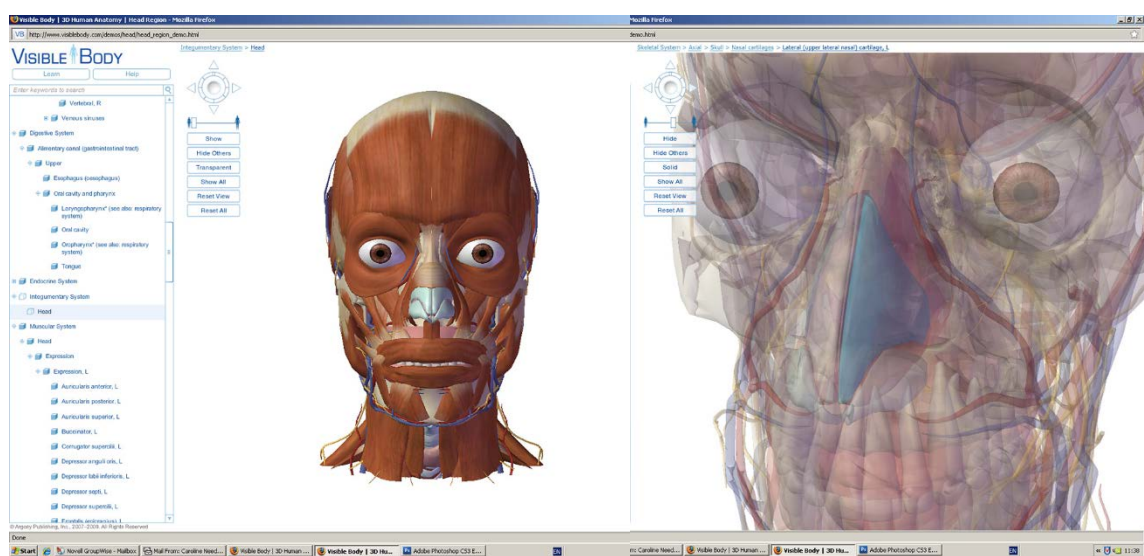 Visible Body | 3D Human Anatomy | Head Region - Mozilla Firefox
VB http://www.visiblebody.com/demos/head/head_region_demo.html
VISIBLE BODY
Learn Help
Enter keywords to search
Vertebral, R
Venous sinuses
Digestive System
Alimentary canal (gastrointestinal tract)
Upper
Esophagus (oesophagus)
Oral cavity and pharynx
Laryngopharynx* (see also: respiratory
system)
Oral cavity
Oropharynx* (see also: respiratory
system)
Tongue
Endocrine System
Integumentary System
Head
Muscular System
Head
Expression
Expression, L
Auricularis anterior, L
Auricularis posterior, L
Auricularis superior, L
Buccinator, L
Corrugator supercilii, L
Depressor anguli oris, L
Depressor labii inferioris, L
Depressor septi, L
Depressor supercilii, L
© Argosy Publishing, Inc., 2007-2008. All Rights Reserved
Done
Integumentary System > Head
Show
Hide Others
Transparent
Show All
Reset View
Reset All
Start Novell GroupWise - Mailbox Mail From: Caroline Need... Visible Body | 3D Human ... Visible Body | 3D Hu... Adobe Photoshop CS3 E... EN
Mozilla Firefox
demo.html
Skeletal System > Axial > Skull > Nasal cartilages > Lateral (upper lateral nasal) cartilage, L
Hide
Hide Others
Solid
Show All
Reset View
Reset All
m: Caroline Need... Visible Body | 3D Human ... Visible Body | 3D Hu... Adobe Photoshop CS3 E... EN 11:38